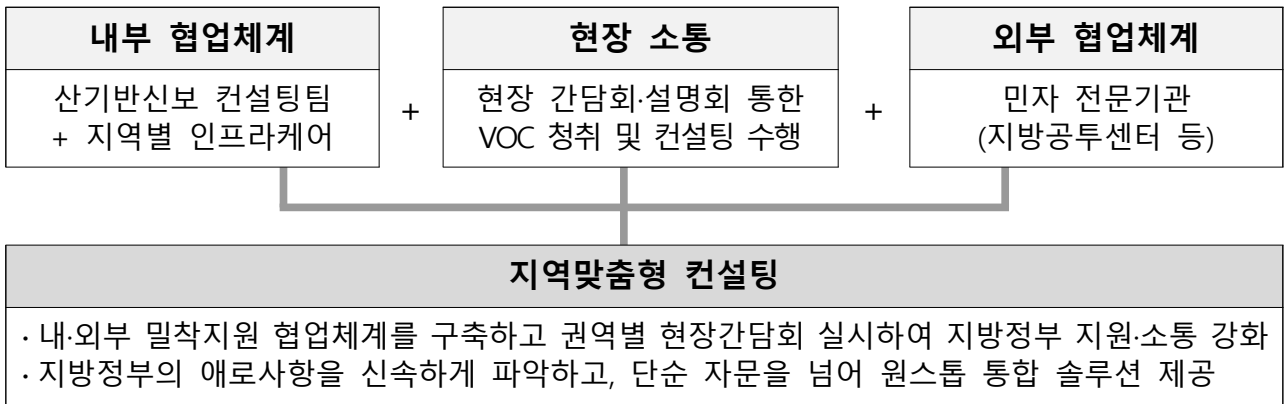 내부 협업체계
산기반신보 컨설팅팀
+ 지역별 인프라케어
+
현장 소통
현장 간담회·설명회 통한
VOC 청취 및 컨설팅 수행
+
외부 협업체계
민자 전문기관
(지방공투센터 등)
지역맞춤형 컨설팅
· 내·외부 밀착지원 협업체계를 구축하고 권역별 현장간담회 실시하여 지방정부 지원·소통 강화
· 지방정부의 애로사항을 신속하게 파악하고, 단순 자문을 넘어 원스톱 통합 솔루션 제공